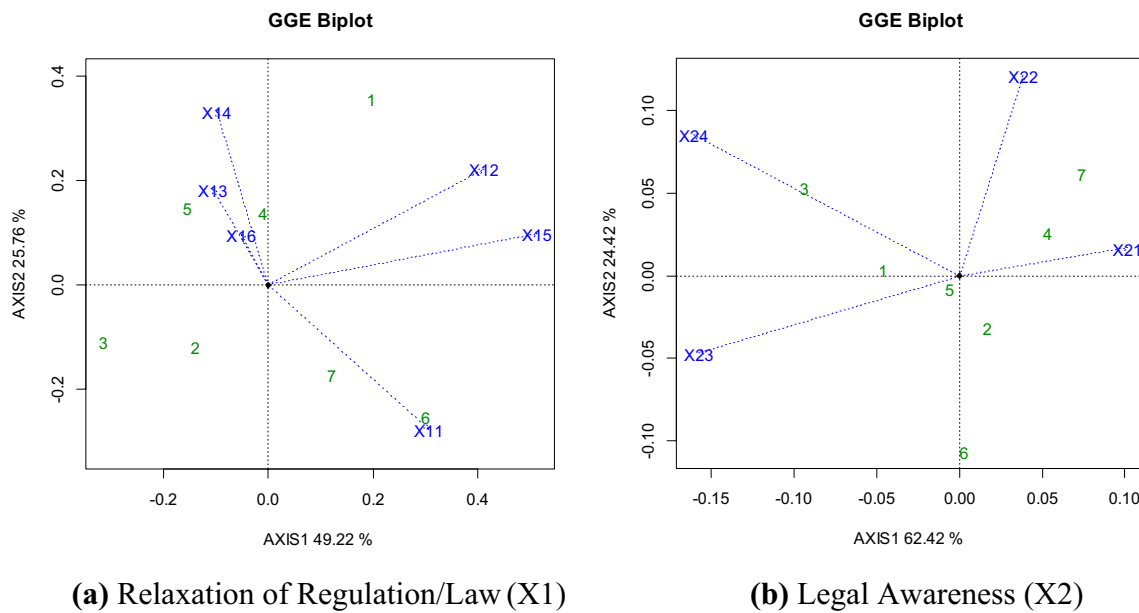 GGE Biplot
AXIS2 25.76 %
0.4
0.2
0.0
-0.2
1
X14
X12
X13
5
4
X16
X15
3
2
7
6
X11
-0.2
0.0
0.2
0.4
AXIS1 49.22 %
(a) Relaxation of Regulation/Law (X1)
GGE Biplot
AXIS2 24.42 %
0.10
0.05
0.00
-0.05
-0.10
X22
X24
3
7
4
X21
1
5
2
X23
6
-0.15
-0.10
-0.05
0.00
0.05
0.10
AXIS1 62.42 %
(b) Legal Awareness (X2)